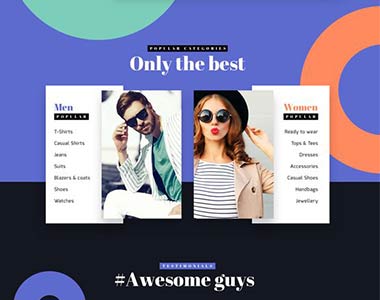 POPULAR CATEGORIES
Only the best
Men
POPULAR
T-Shirts
Casual Shirts
Jeans
Suits
Blazers & coats
Shoes
Watches
Women
POPULAR
Ready to wear
Tops & Tees
Dresses
Accessories
Casual Shoes
Handbags
Jewellery
TESTIMONIALS
#Awesome guys